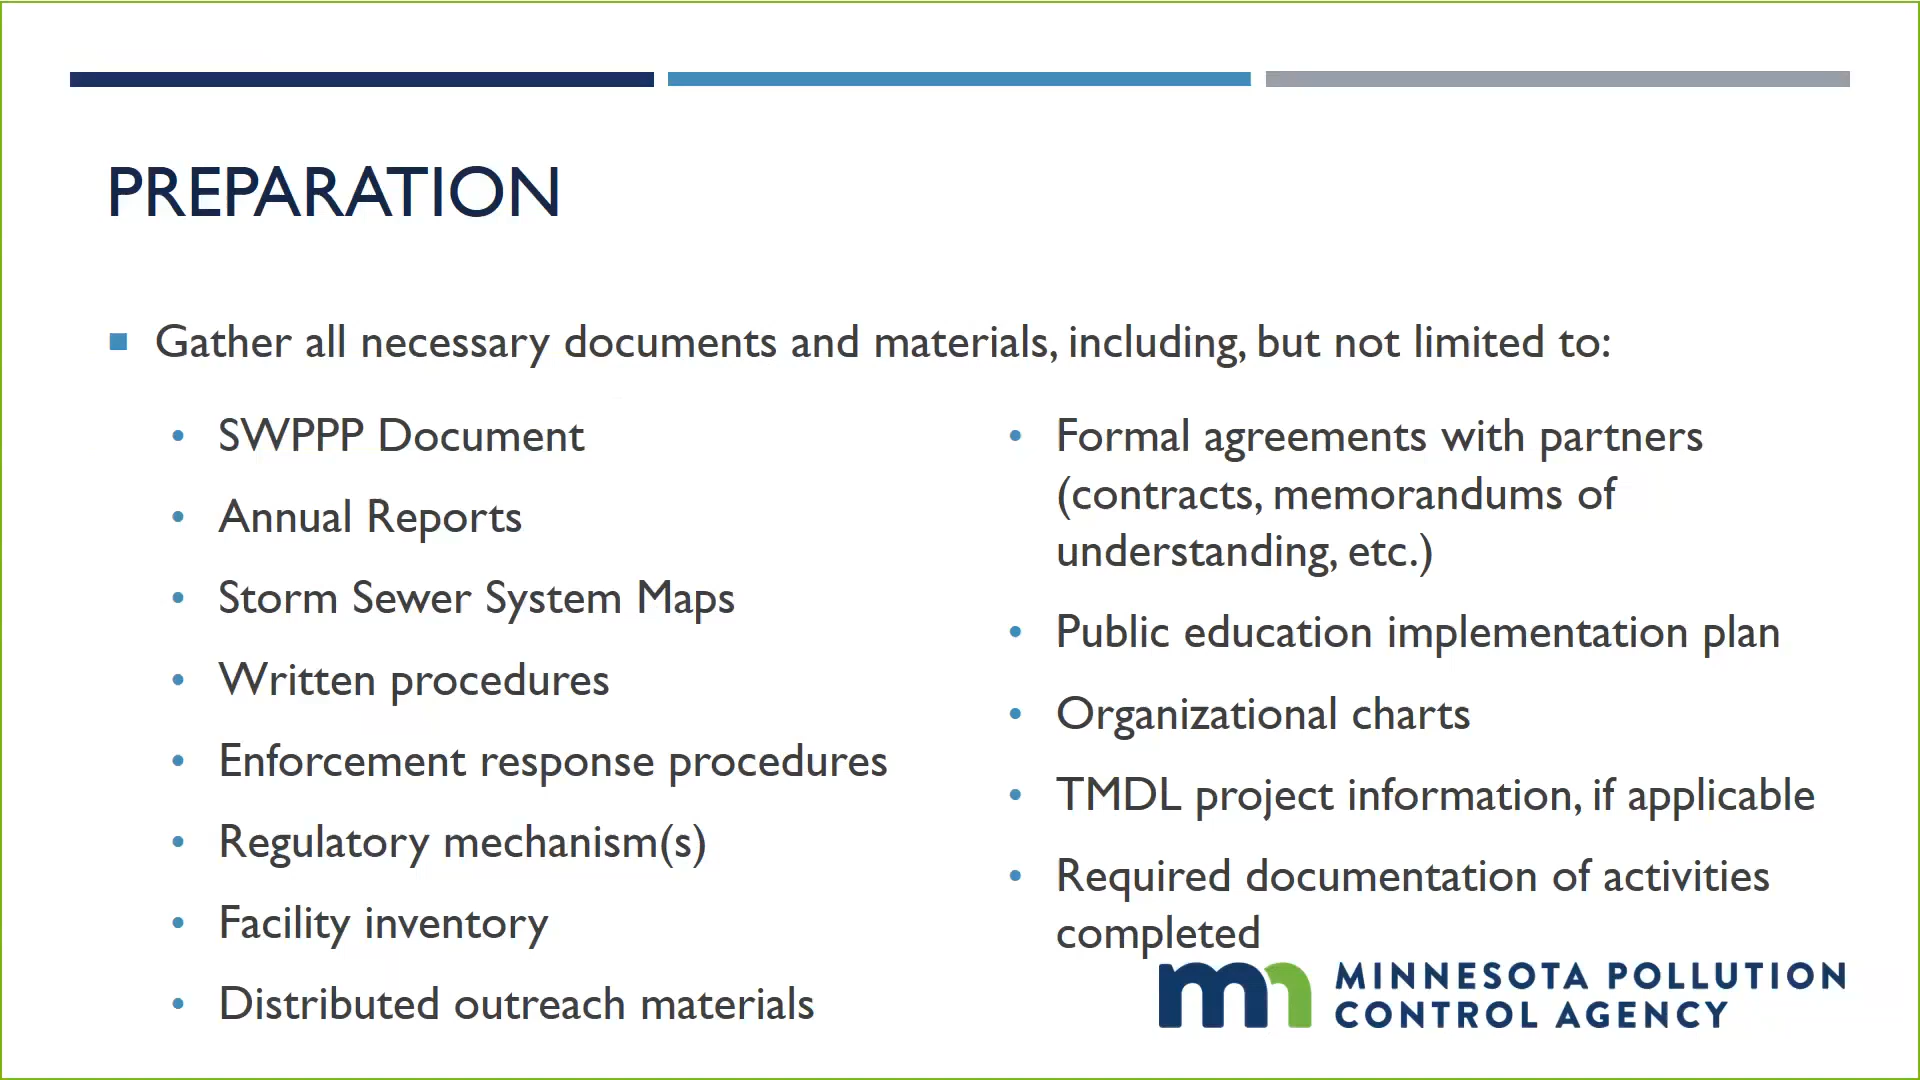 PREPARATION
Gather all necessary documents and materials, including, but not limited to:
SWPPP Document
Annual Reports
Storm Sewer System Maps
Written procedures
Enforcement response procedures
Regulatory mechanism(s)
Facility inventory
Distributed outreach materials
Formal agreements with partners
(contracts, memorandums of
understanding, etc.)
Public education implementation plan
Organizational charts
TMDL project information, if applicable
Required documentation of activities
completed
MINNESOTA POLLUTION
CONTROL AGENCY